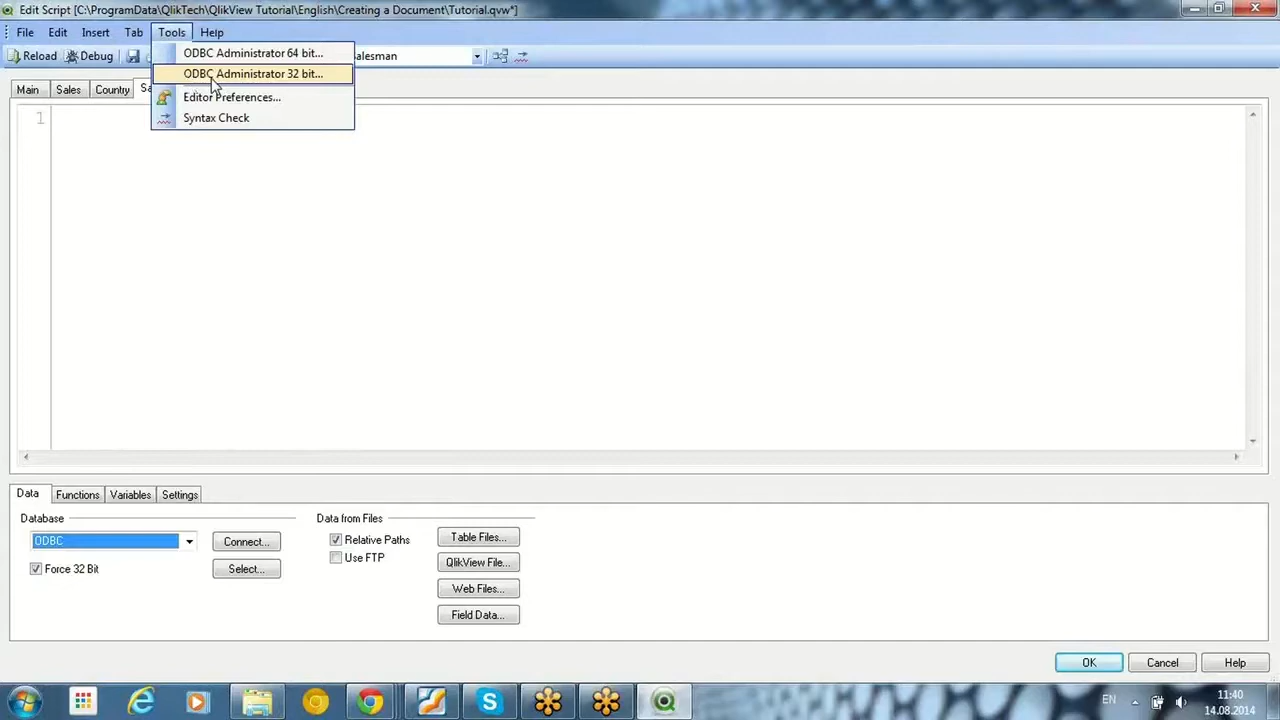 Edit Script [C:\ProgramData\QlikTech\QlikView Tutorial\English\Creating a Document\Tutorial.qvw*]
File Edit Insert Tab Tools Help
Reload Debug Salesman
ODBC Administrator 64 bit...
ODBC Administrator 32 bit...
Editor Preferences...
Syntax Check
Main Sales Country
1
Data Functions Variables Settings
Database Data from Files
ODBC Connect... Relative Paths Table Files...
Use FTP QlikView File...
Force 32 Bit Select...
Web Files...
Field Data...
OK Cancel Help
EN 11:40
14.08.2014